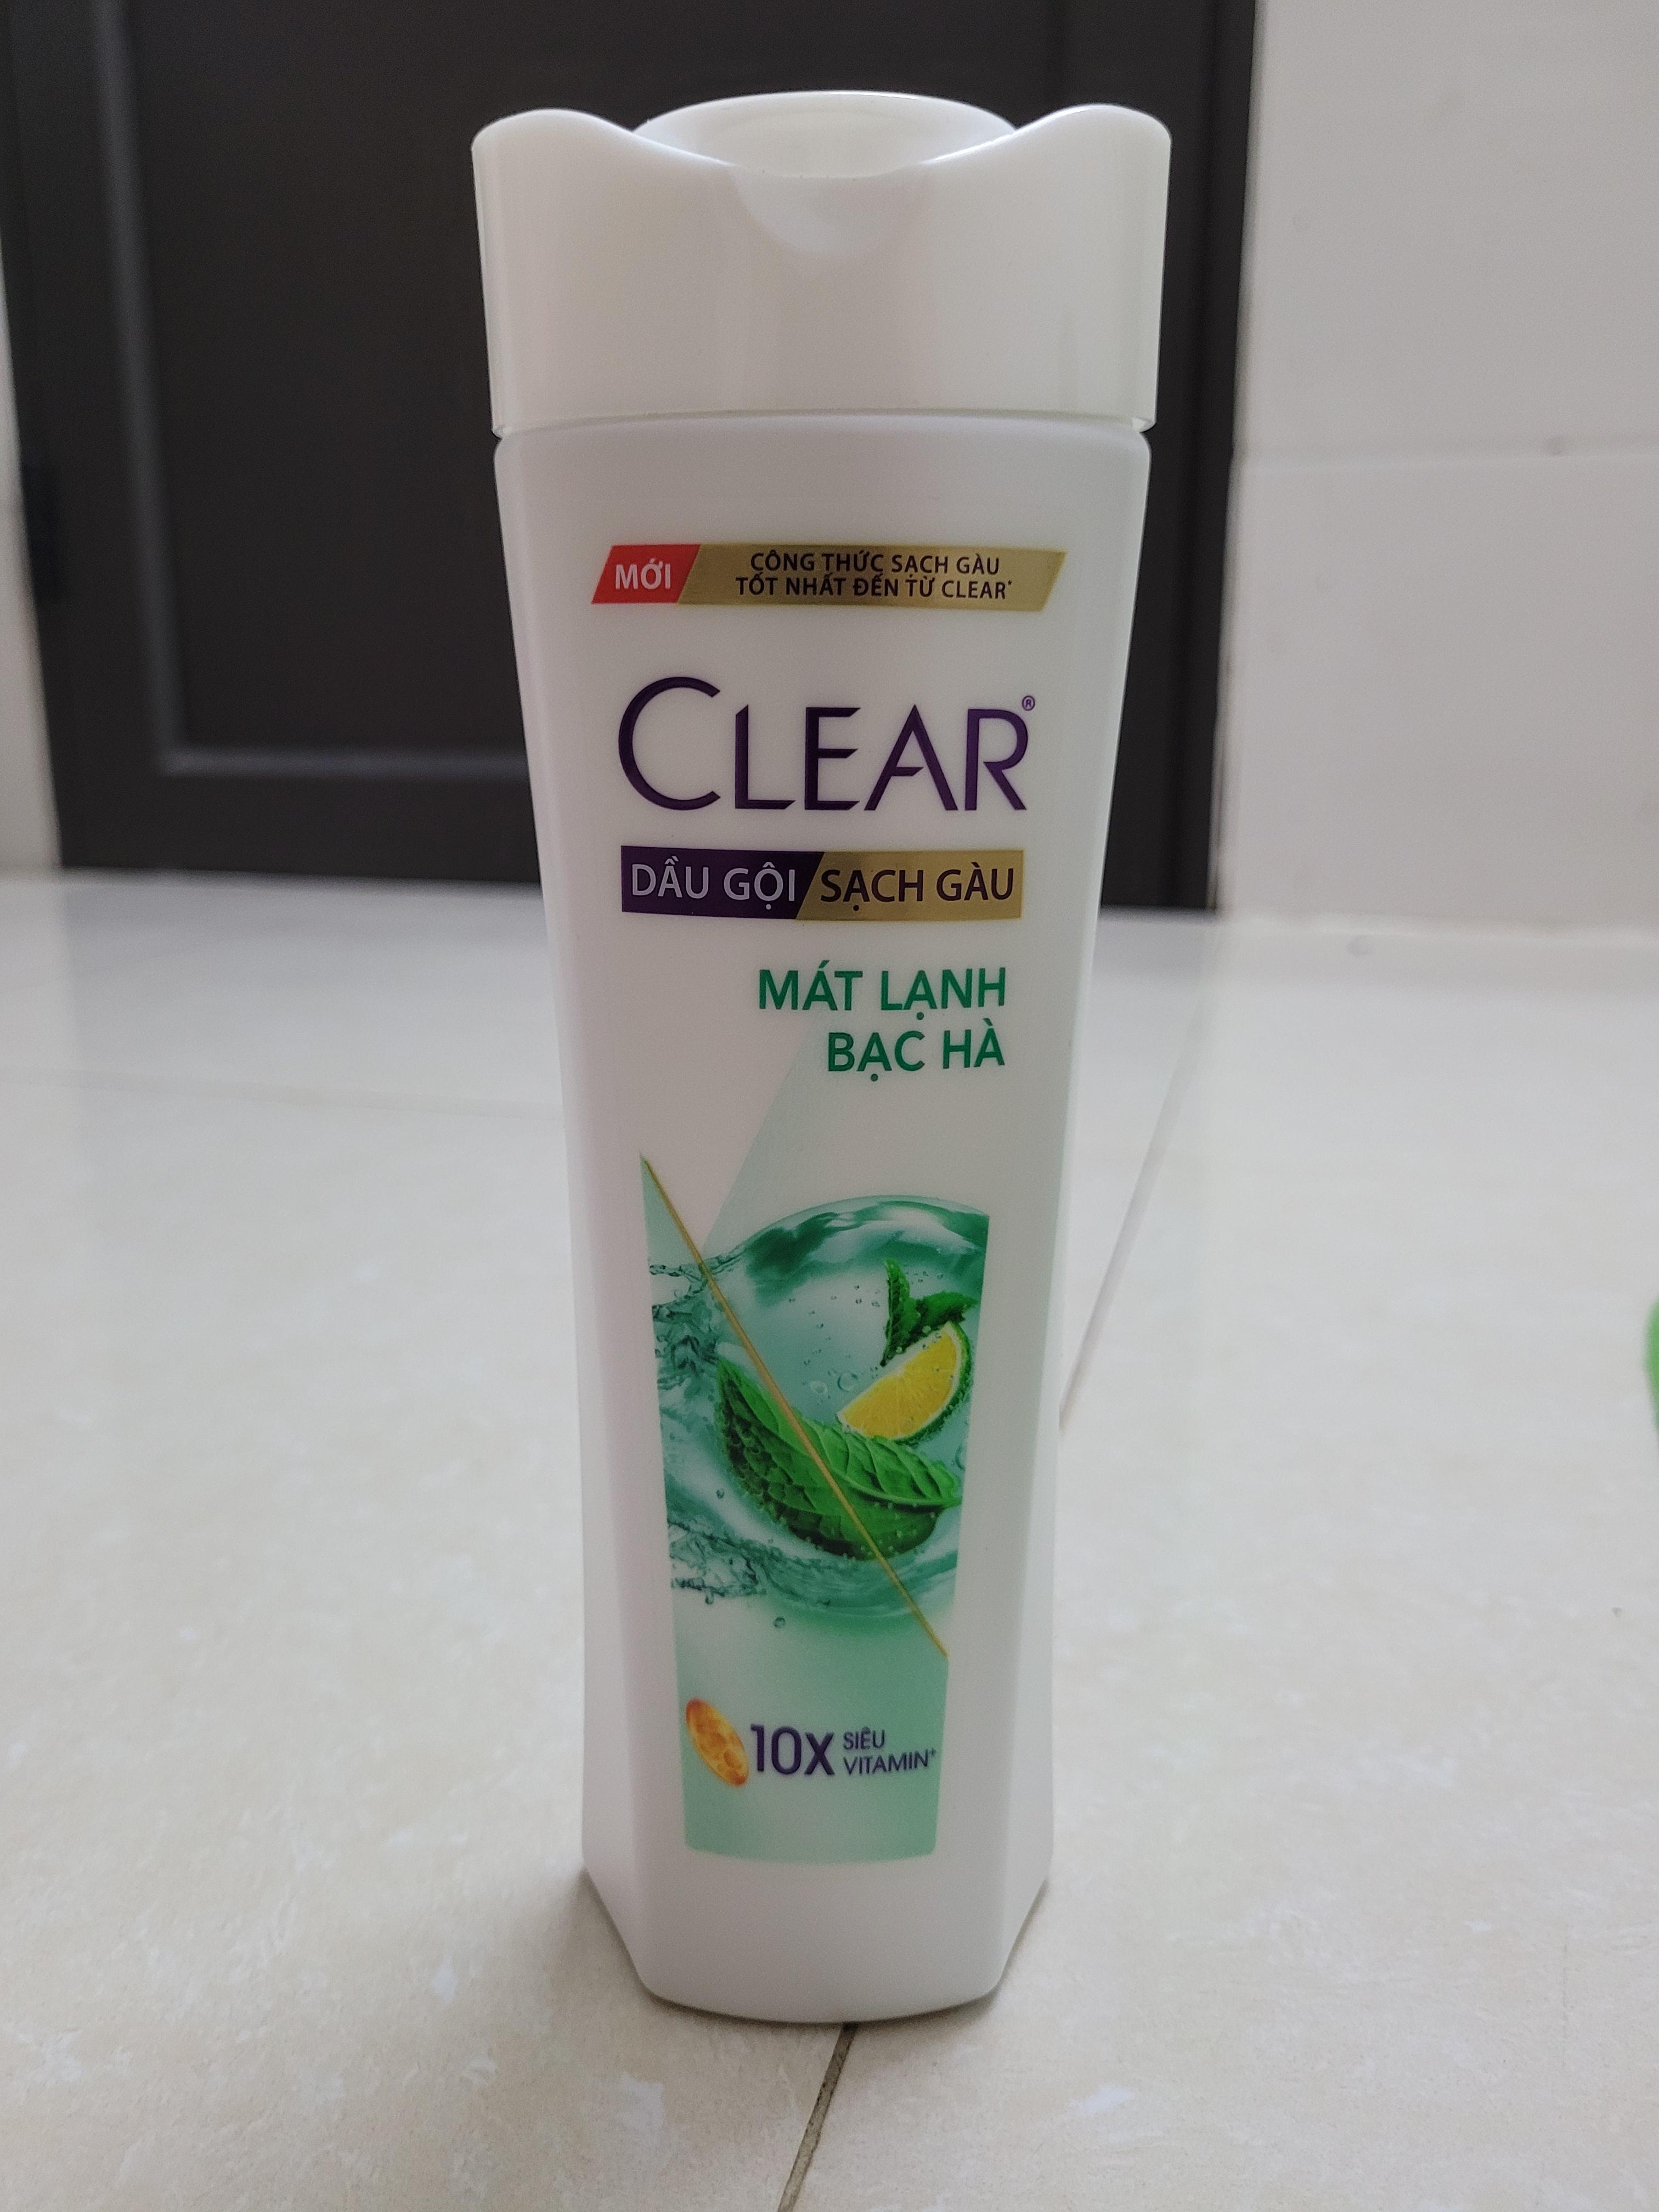 MỚI
CÔNG THỨC SẠCH GÀU
TỐT NHẤT ĐẾN TỪ CLEAR*
CLEAR®
DẦU GỘI SẠCH GÀU
MÁT LẠNH
BẠC HÀ
10X SIÊU
VITAMIN+